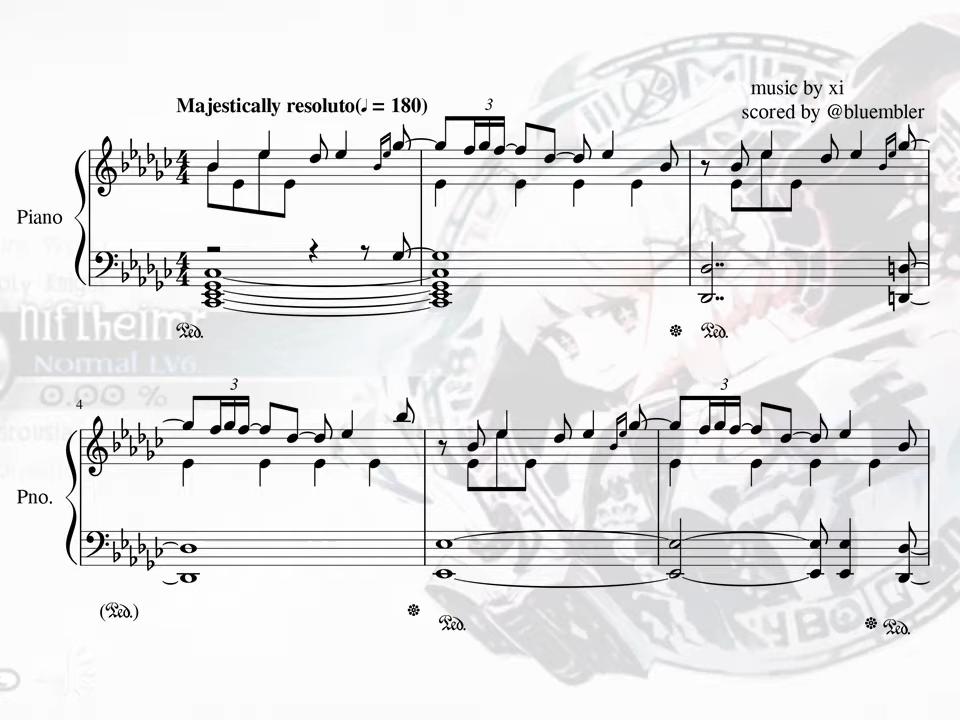 Majestically resoluto(♩ = 180)
music by xi
scored by @bluembler
3
Piano
Niflheimr
Normal LV6
0.00 %
4
3
3
Pno.